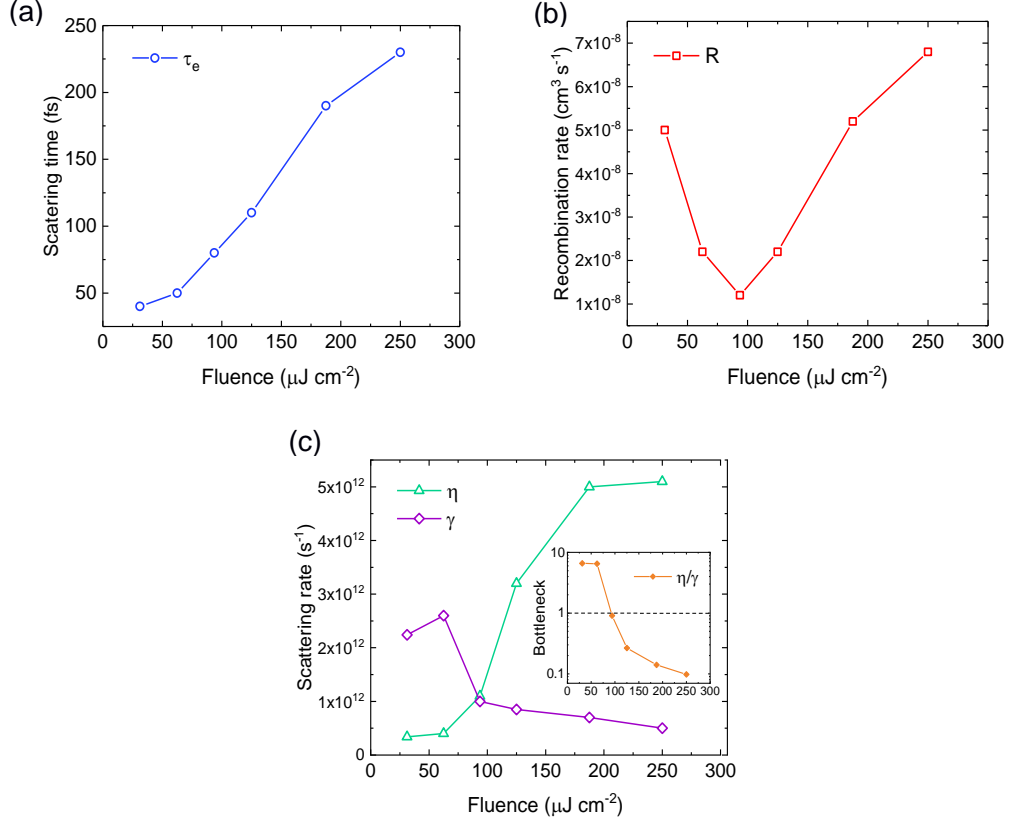 (a)
250
200
150
100
50
Scatering time (fs)
τe
0 50 100 150 200 250 300
Fluence (μJ cm⁻²)
(b)
7x10⁻⁸
6x10⁻⁸
5x10⁻⁸
4x10⁻⁸
3x10⁻⁸
2x10⁻⁸
1x10⁻⁸
Recombination rate (cm³ s⁻¹)
R
0 50 100 150 200 250 300
Fluence (μJ cm⁻²)
(c)
5x10¹²
4x10¹²
3x10¹²
2x10¹²
1x10¹²
0
Scattering rate (s⁻¹)
η
γ
10
1
0.1
Bottleneck
η/γ
0 50 100 150 200 250 300
0 50 100 150 200 250 300
Fluence (μJ cm⁻²)